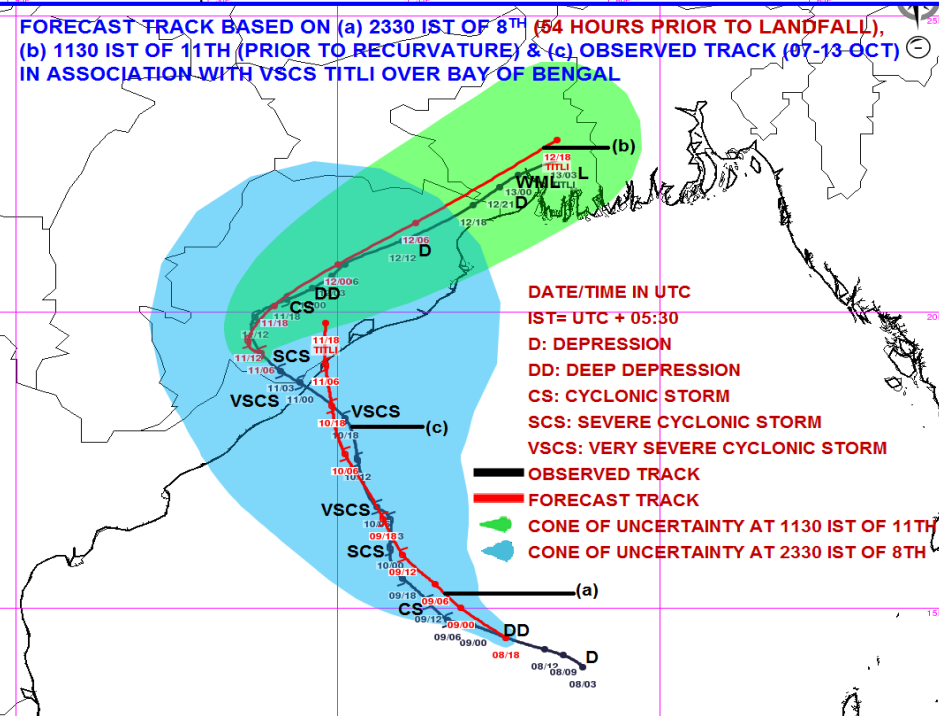 FORECAST TRACK BASED ON (a) 2330 IST OF 8TH (54 HOURS PRIOR TO LANDFALL),
(b) 1130 IST OF 11TH (PRIOR TO RECURVATURE) & (c) OBSERVED TRACK (07-13 OCT)
IN ASSOCIATION WITH VSCS TITLI OVER BAY OF BENGAL
(b)
12/18
TITLI
13/03
L
WML
13/00
D
12/21
12/18
12/06
12/12
D
12/00
DD
CS
11/18
11/18
20
11/12
11/18
TITLI
SCS
11/06
11/06
11/03
11/00
VSCS
VSCS
10/18
10/18
(c)
10/06
10/12
VSCS
09/18
SCS
10/00
09/12
09/18
09/06
(a)
CS
09/12
09/00
15
09/06
09/00
DD
08/18
D
08/12
08/09
08/03
DATE/TIME IN UTC
IST= UTC + 05:30
D: DEPRESSION
DD: DEEP DEPRESSION
CS: CYCLONIC STORM
SCS: SEVERE CYCLONIC STORM
VSCS: VERY SEVERE CYCLONIC STORM
OBSERVED TRACK
FORECAST TRACK
CONE OF UNCERTAINTY AT 1130 IST OF 11TH
CONE OF UNCERTAINTY AT 2330 IST OF 8TH